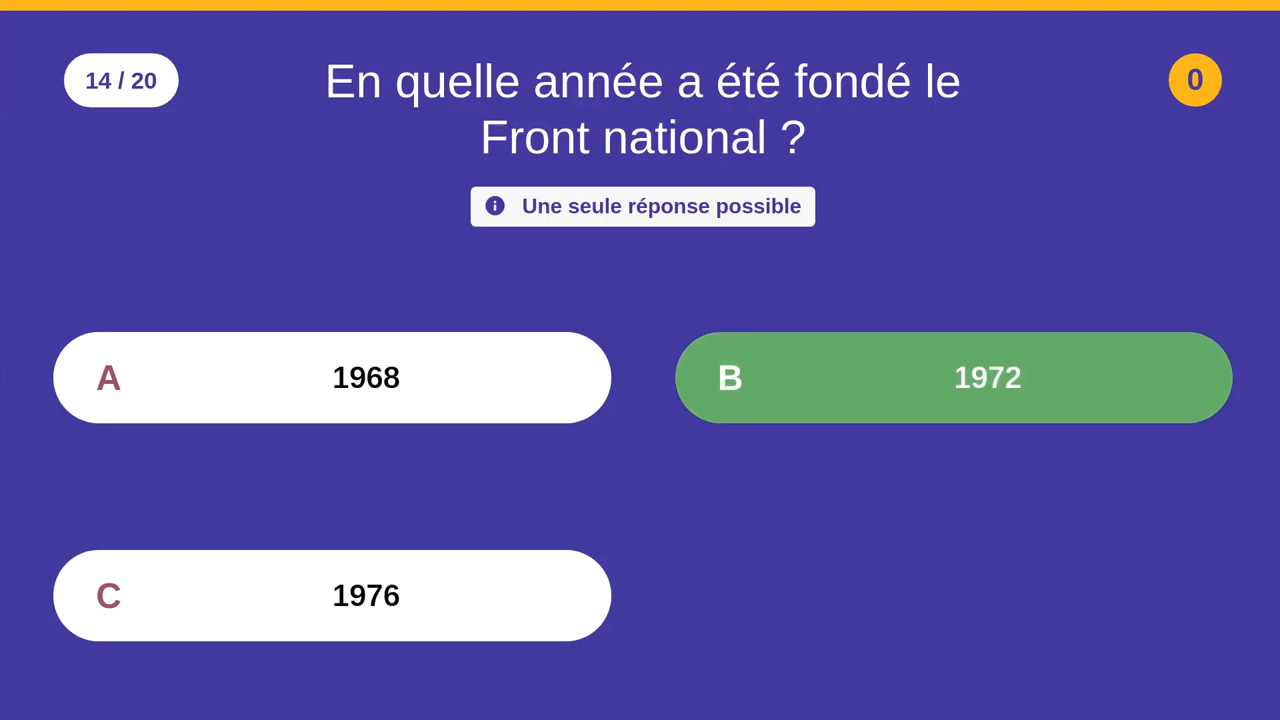 14 / 20
En quelle année a été fondé le
Front national ?
0
Une seule réponse possible
A 1968
B 1972
C 1976